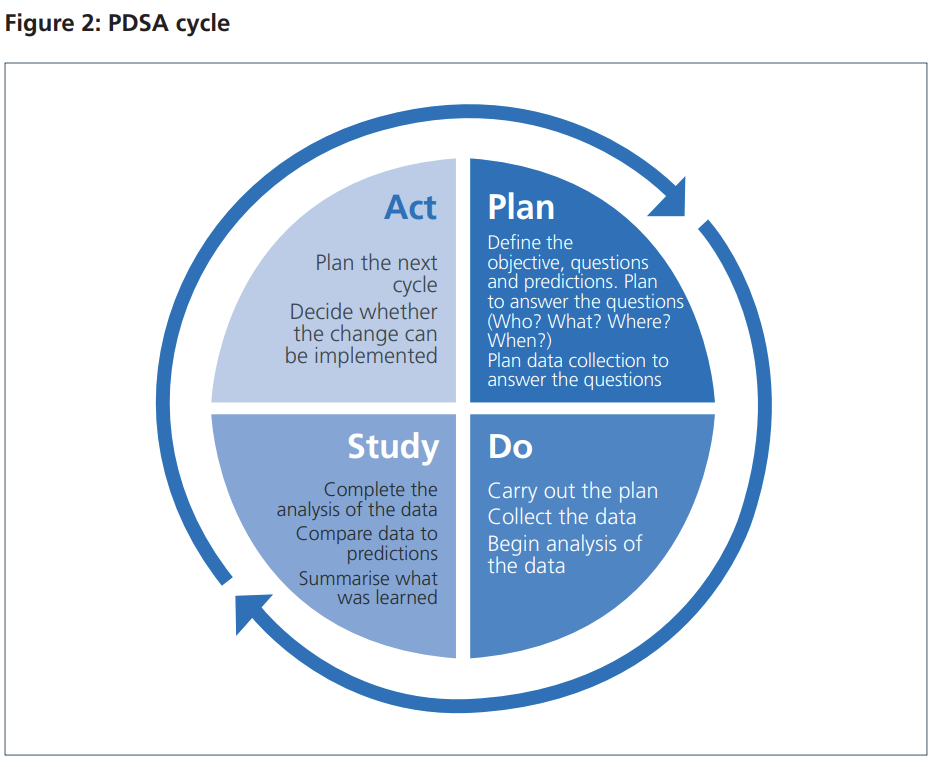 Figure 2: PDSA cycle
Act
Plan the next
cycle
Decide whether
the change can
be implemented
Plan
Define the
objective, questions
and predictions. Plan
to answer the questions
(Who? What? Where?
When?)
Plan data collection to
answer the questions
Study
Complete the
analysis of the data
Compare data to
predictions
Summarise what
was learned
Do
Carry out the plan
Collect the data
Begin analysis of
the data